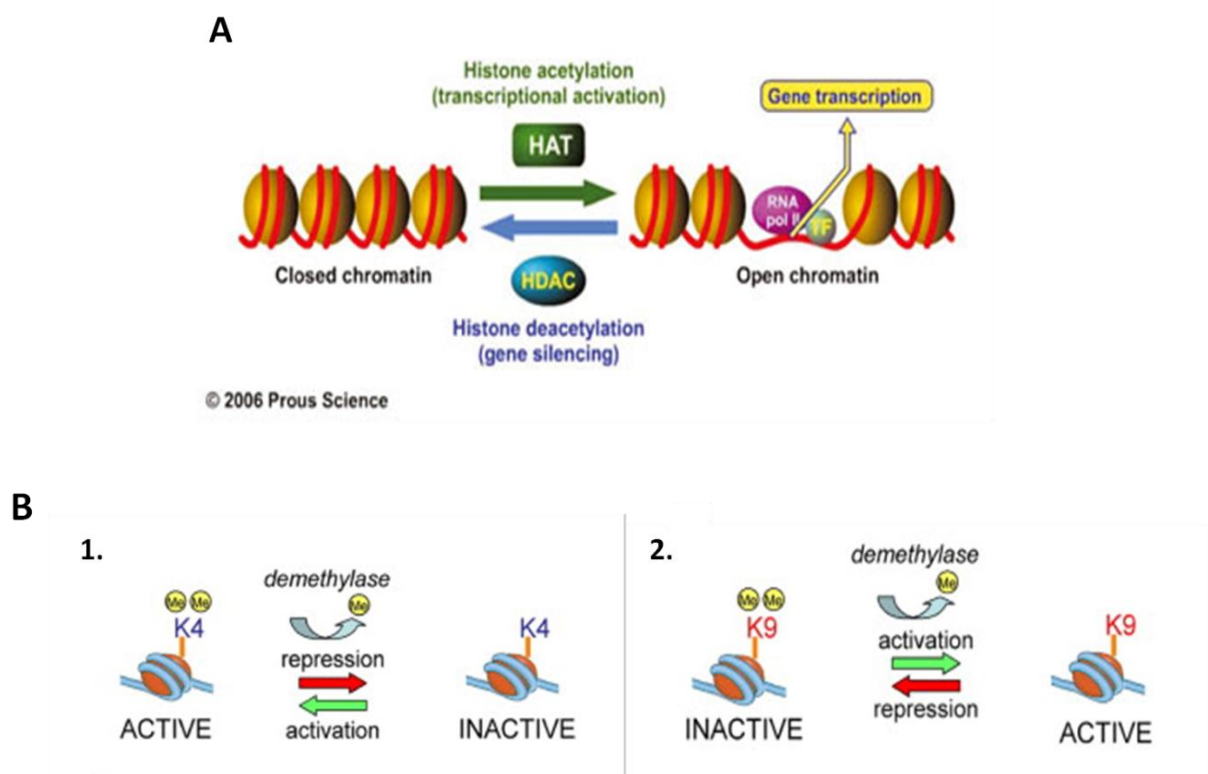 A
Histone acetylation
(transcriptional activation)
HAT
Gene transcription
RNA
pol II
TF
Closed chromatin
Open chromatin
HDAC
Histone deacetylation
(gene silencing)
© 2006 Prous Science
B
1.
demethylase
Me Me
Me
K4
K4
repression
activation
ACTIVE
INACTIVE
2.
demethylase
Me Me
Me
K9
K9
activation
repression
INACTIVE
ACTIVE